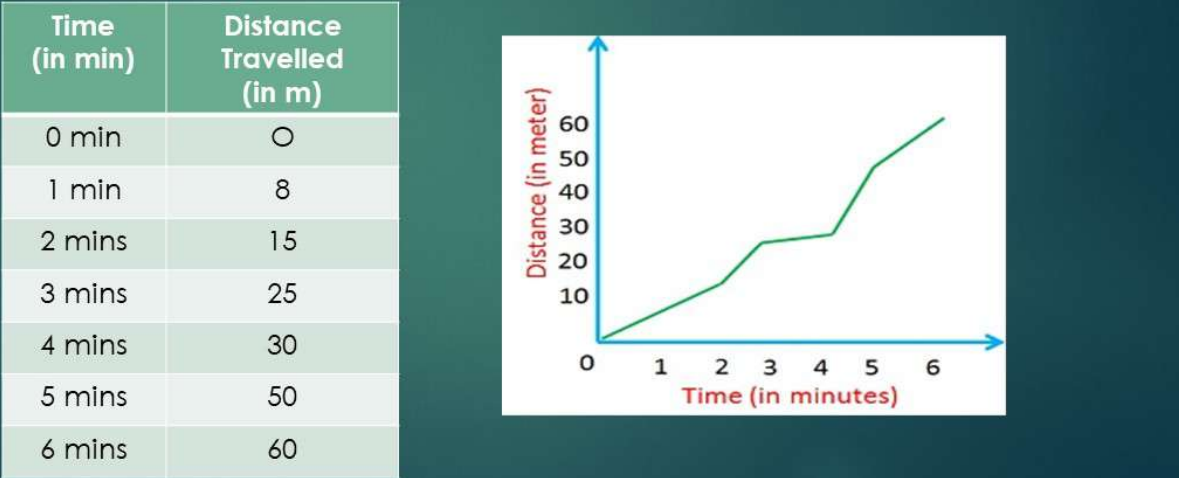 Time
(in min)
Distance
Travelled
(in m)
0 min O
1 min 8
2 mins 15
3 mins 25
4 mins 30
5 mins 50
6 mins 60
Distance (in meter)
60
50
40
30
20
10
0 1 2 3 4 5 6
Time (in minutes)